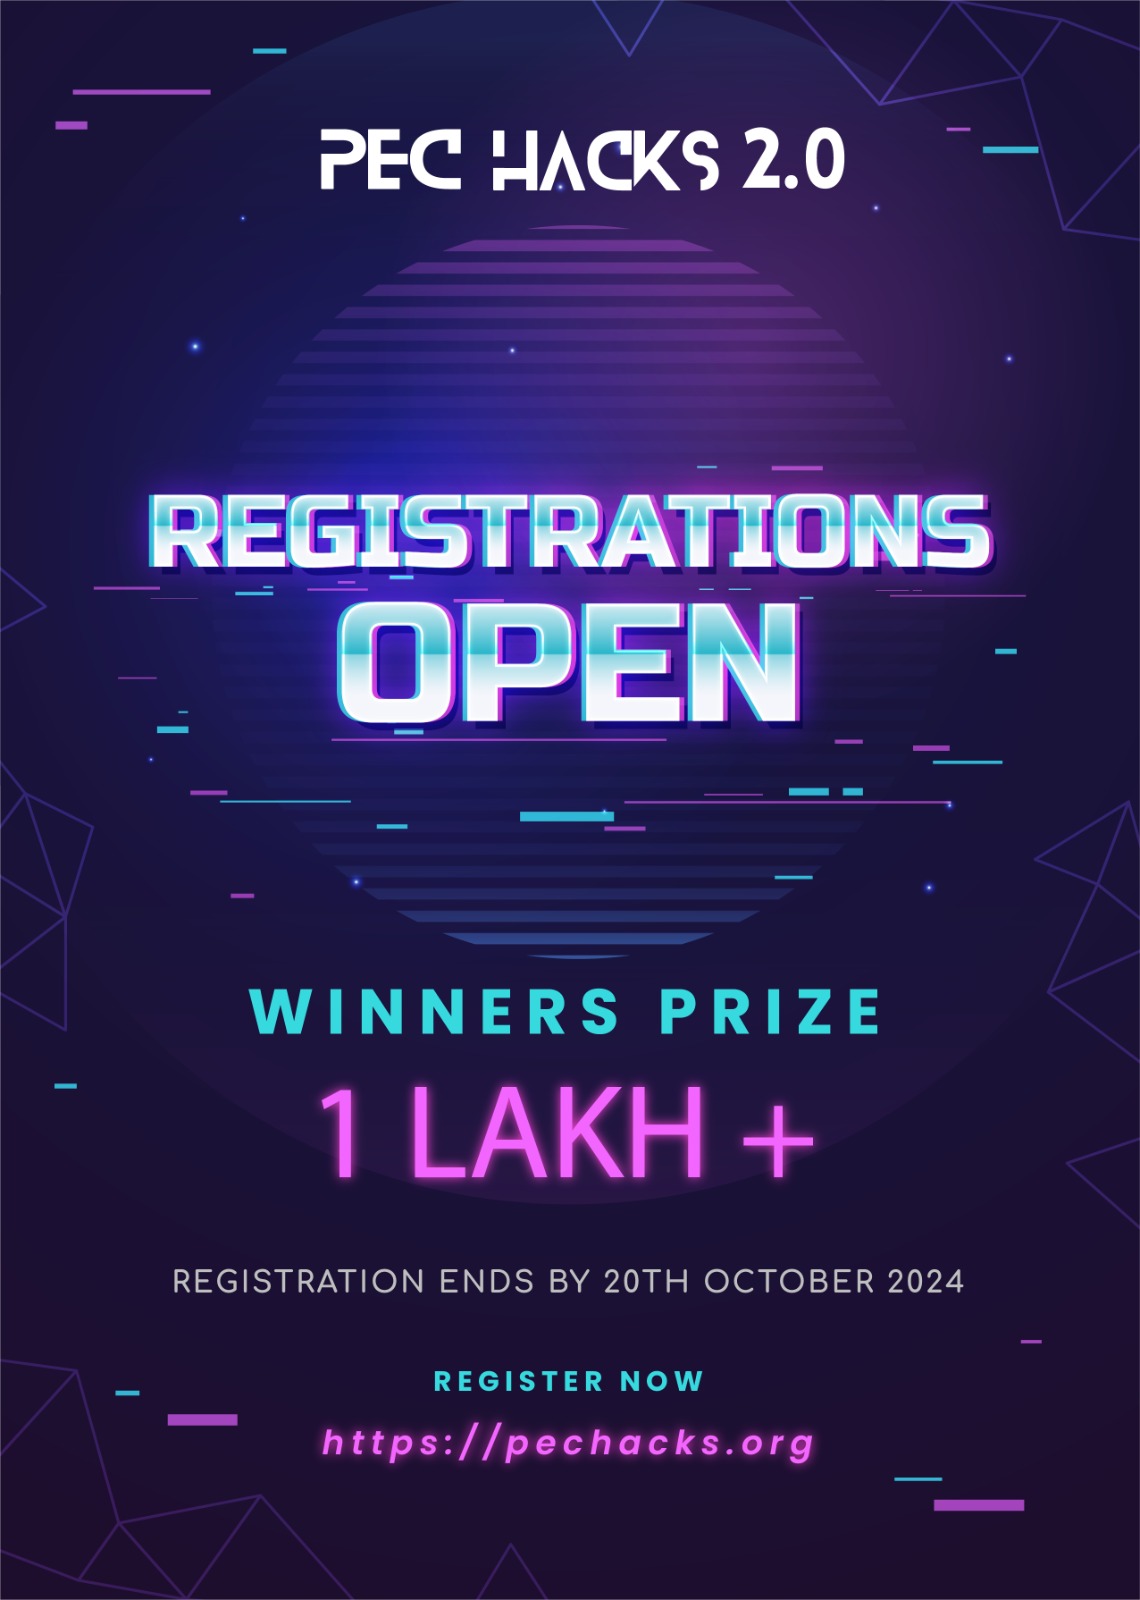 PEC HACKS 2.0
REGISTRATIONS
OPEN
WINNERS PRIZE
1 LAKH +
REGISTRATION ENDS BY 20TH OCTOBER 2024
REGISTER NOW
https://pechacks.org